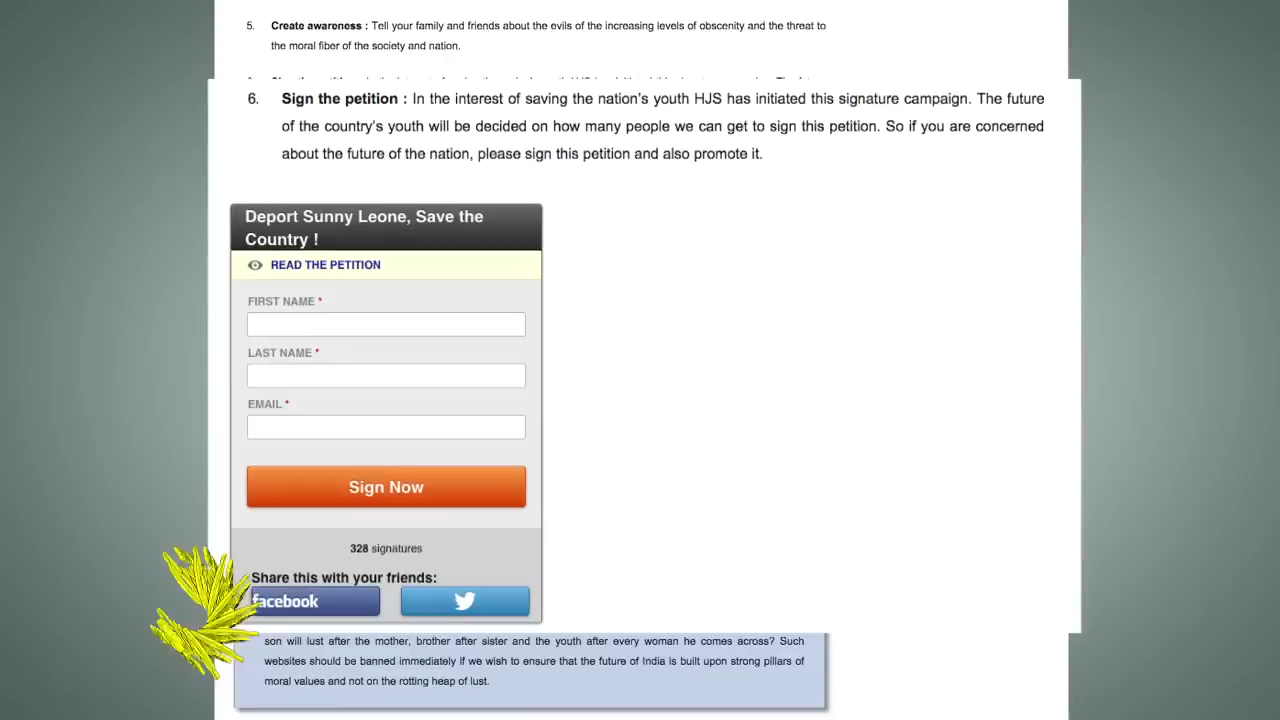 5. Create awareness : Tell your family and friends about the evils of the increasing levels of obscenity and the threat to
the moral fiber of the society and nation.
6. Sign the petition : In the interest of saving the nation's youth HJS has initiated this signature campaign. The future
of the country's youth will be decided on how many people we can get to sign this petition. So if you are concerned
about the future of the nation, please sign this petition and also promote it.
Deport Sunny Leone, Save the
Country !
READ THE PETITION
FIRST NAME *
LAST NAME *
EMAIL *
Sign Now
328 signatures
Share this with your friends:
facebook
son will lust after the mother, brother after sister and the youth after every woman he comes across? Such
websites should be banned immediately if we wish to ensure that the future of India is built upon strong pillars of
moral values and not on the rotting heap of lust.